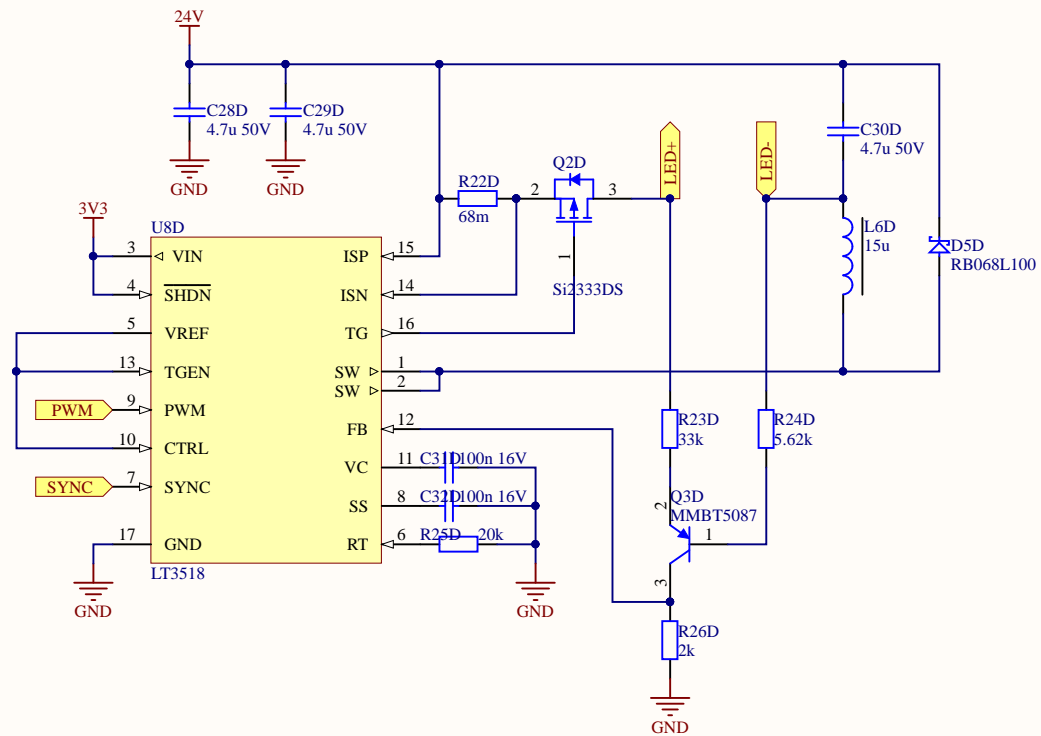 24V
C28D
4.7u 50V
C29D
4.7u 50V
GND
GND
C30D
4.7u 50V
LED+
LED-
Q2D
R22D
68m
2
3
1
Si2333DS
L6D
15u
D5D
RB068L100
3V3
U8D
3
VIN
4
SHDN
5
VREF
13
TGEN
PWM
9
PWM
10
CTRL
SYNC
7
SYNC
17
GND
GND
LT3518
ISP
15
ISN
14
TG
16
SW
1
SW
2
FB
12
VC
11
C31D
100n 16V
SS
8
C32D
100n 16V
RT
6
R25D
20k
GND
R23D
33k
R24D
5.62k
Q3D
MMBT5087
2
1
3
R26D
2k
GND